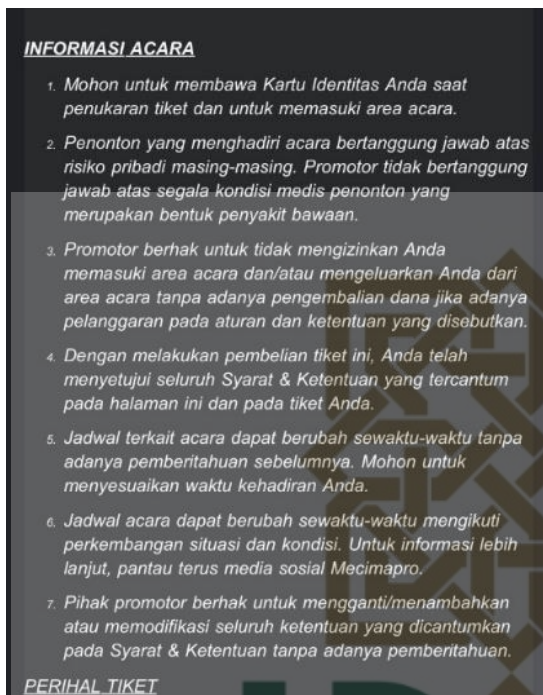 INFORMASI ACARA
1. Mohon untuk membawa Kartu Identitas Anda saat
penukaran tiket dan untuk memasuki area acara.
2. Penonton yang menghadiri acara bertanggung jawab atas
risiko pribadi masing-masing. Promotor tidak bertanggung
jawab atas segala kondisi medis penonton yang
merupakan bentuk penyakit bawaan.
3. Promotor berhak untuk tidak mengizinkan Anda
memasuki area acara dan/atau mengeluarkan Anda dari
area acara tanpa adanya pengembalian dana jika adanya
pelanggaran pada aturan dan ketentuan yang disebutkan.
4. Dengan melakukan pembelian tiket ini, Anda telah
menyetujui seluruh Syarat & Ketentuan yang tercantum
pada halaman ini dan pada tiket Anda.
5. Jadwal terkait acara dapat berubah sewaktu-waktu tanpa
adanya pemberitahuan sebelumnya. Mohon untuk
menyesuaikan waktu kehadiran Anda.
6. Jadwal acara dapat berubah sewaktu-waktu mengikuti
perkembangan situasi dan kondisi. Untuk informasi lebih
lanjut, pantau terus media sosial Mecimapro.
7. Pihak promotor berhak untuk mengganti/menambahkan
atau memodifikasi seluruh ketentuan yang dicantumkan
pada Syarat & Ketentuan tanpa adanya pemberitahuan.
PERIHAL TIKET